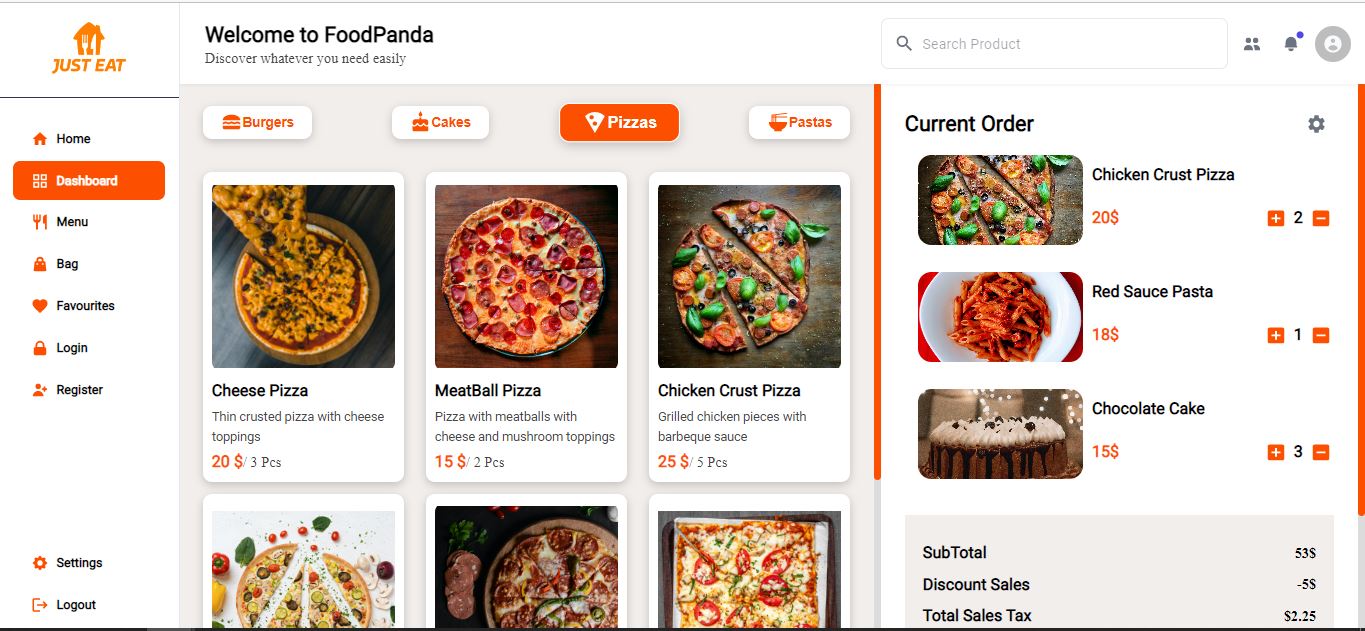 JUST EAT
Welcome to FoodPanda
Discover whatever you need easily
Search Product
Home
Dashboard
Menu
Bag
Favourites
Login
Register
Settings
Logout
Burgers
Cakes
Pizzas
Pastas
Cheese Pizza
Thin crusted pizza with cheese
toppings
20 $/ 3 Pcs
MeatBall Pizza
Pizza with meatballs with
cheese and mushroom toppings
15 $/ 2 Pcs
Chicken Crust Pizza
Grilled chicken pieces with
barbeque sauce
25 $/ 5 Pcs
Current Order
Chicken Crust Pizza
20$ 2
Red Sauce Pasta
18$ 1
Chocolate Cake
15$ 3
SubTotal 53$
Discount Sales -5$
Total Sales Tax $2.25